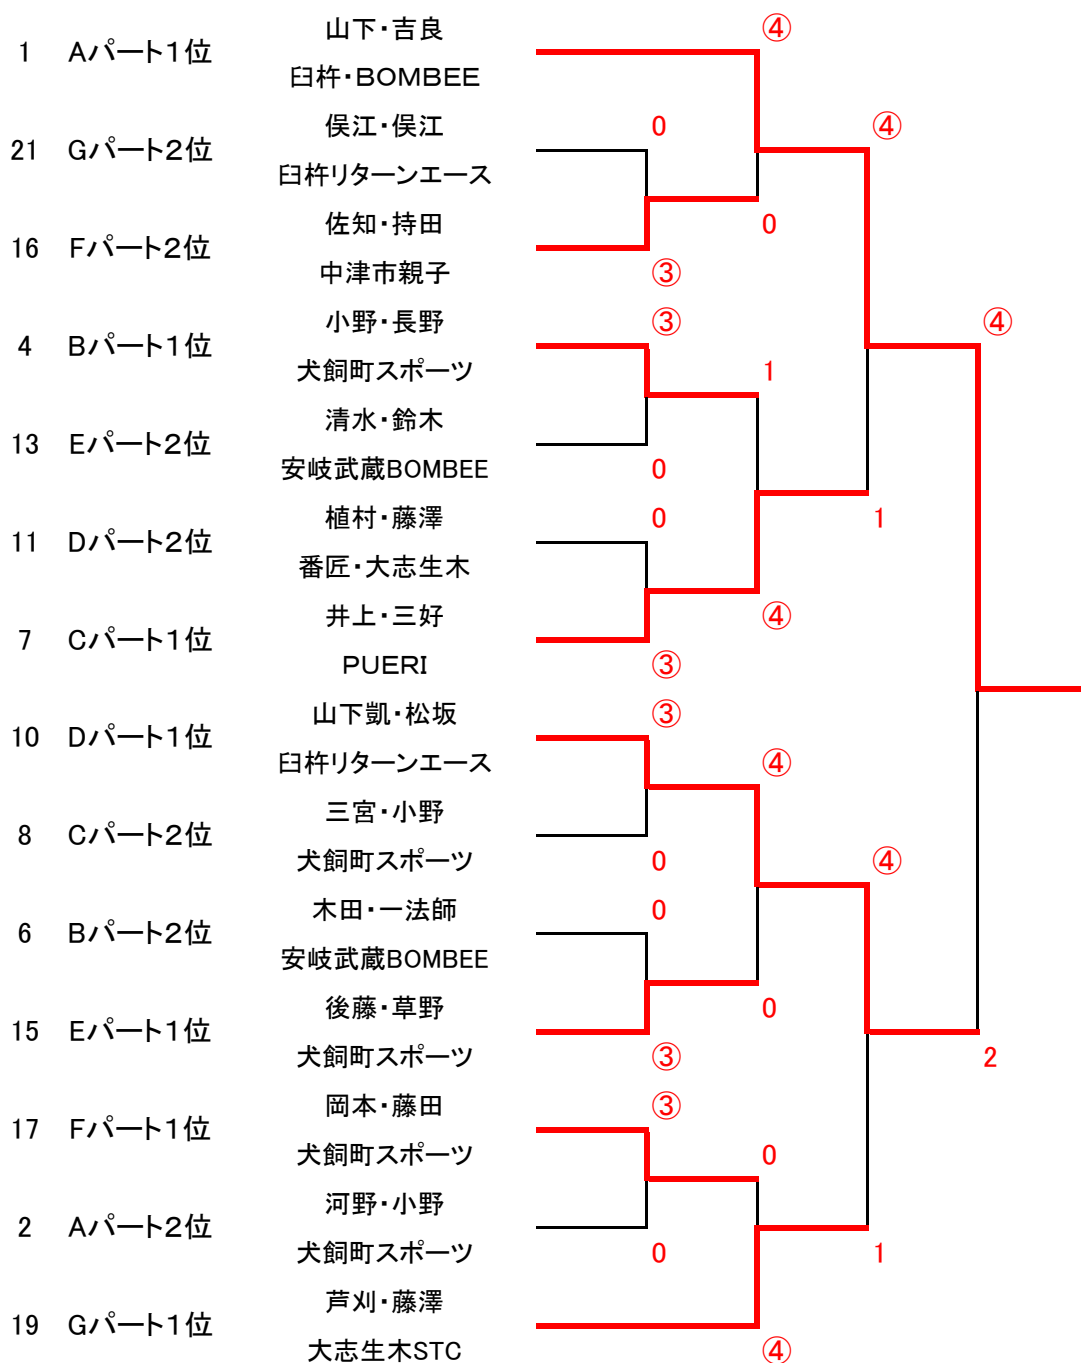 山下・吉良
④
1 Aパート1位
臼杵・BOMBEE
俣江・俣江
0
④
21 Gパート2位
臼杵リターンエース
佐知・持田
0
16 Fパート2位
中津市親子
③
小野・長野
③
④
4 Bパート1位
犬飼町スポーツ
1
清水・鈴木
13 Eパート2位
安岐武蔵BOMBEE
0
植村・藤澤
0
1
11 Dパート2位
番匠・大志生木
井上・三好
④
7 Cパート1位
PUERI
③
山下凱・松坂
③
10 Dパート1位
臼杵リターンエース
④
三宮・小野
8 Cパート2位
犬飼町スポーツ
0
④
木田・一法師
0
6 Bパート2位
安岐武蔵BOMBEE
後藤・草野
0
15 Eパート1位
犬飼町スポーツ
③
2
岡本・藤田
③
17 Fパート1位
犬飼町スポーツ
0
河野・小野
2 Aパート2位
犬飼町スポーツ
0
1
芦刈・藤澤
19 Gパート1位
大志生木STC
④